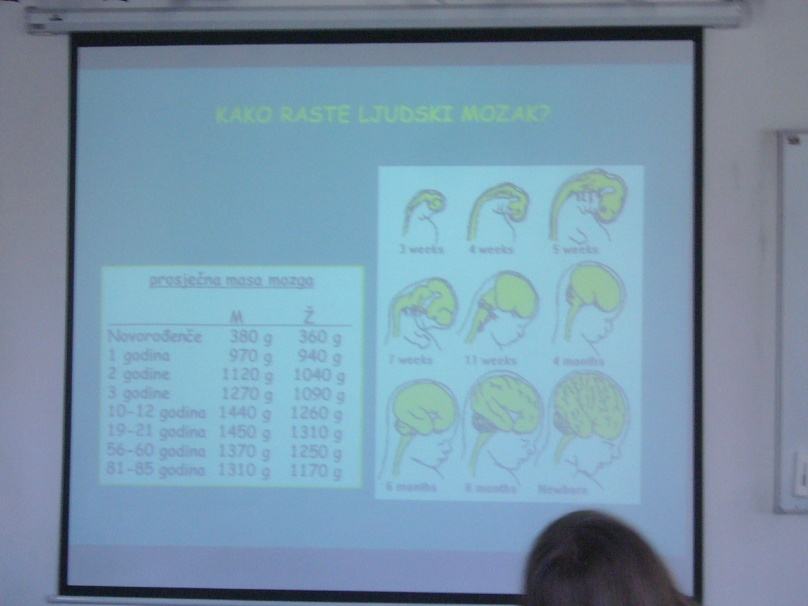 KAKO RASTE LJUDSKI MOZAK?
prosječna masa mozga
M Ž
Novorođenče 380 g 360 g
1 godina 970 g 940 g
2 godine 1120 g 1040 g
3 godine 1270 g 1090 g
10-12 godina 1440 g 1260 g
19-21 godina 1450 g 1310 g
56-60 godina 1370 g 1250 g
81-85 godina 1310 g 1170 g
3 weeks 4 weeks 5 weeks
7 weeks 11 weeks 4 months
6 months 8 months Newborn